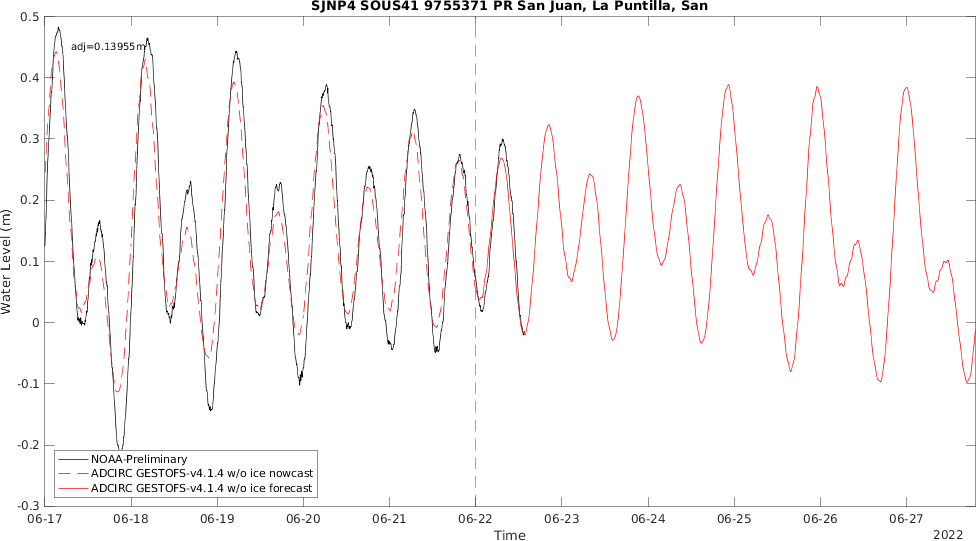 SJNP4 SOUS41 9755371 PR San Juan, La Puntilla, San
0.5
adj=0.13955m
0.4
0.3
0.2
0.1
0
-0.1
-0.2
-0.3
Water Level (m)
NOAA-Preliminary
ADCIRC GESTOFS-v4.1.4 w/o ice nowcast
ADCIRC GESTOFS-v4.1.4 w/o ice forecast
06-17 06-18 06-19 06-20 06-21 06-22 06-23 06-24 06-25 06-26 06-27
Time
2022